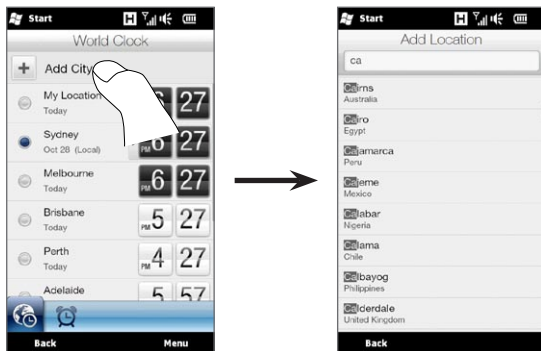 Start
H
World Clock
Add City
My Location
6 27
Today
Sydney
PM 6 27
Oct 28 (Local)
Melbourne
PM 6 27
Today
Brisbane
PM 5 27
Today
Perth
PM 4 27
Today
Adelaide
5 57
Back Menu
Start
H
Add Location
ca
Cairns
Australia
Cairo
Egypt
Cajamarca
Peru
Cajeme
Mexico
Calabar
Nigeria
Calama
Chile
Calbayog
Philippines
Calderdale
United Kingdom
Back